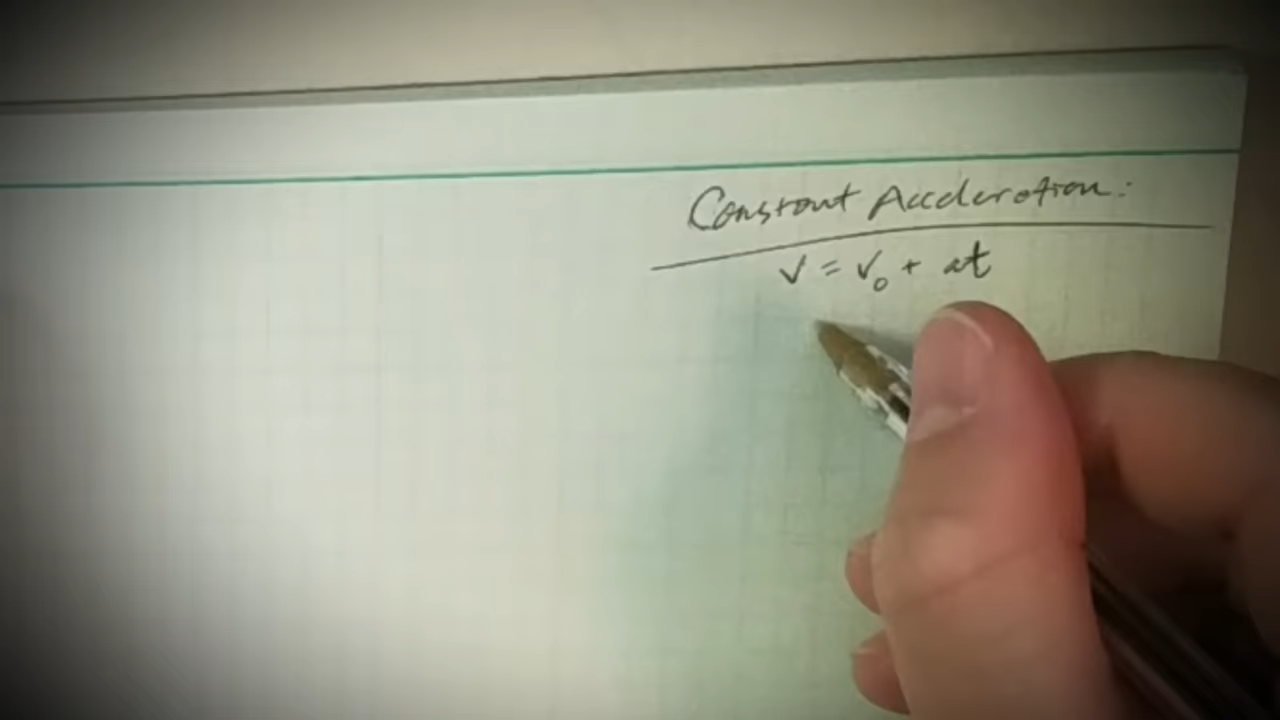 Constant Acceleration:
v = v₀ + at